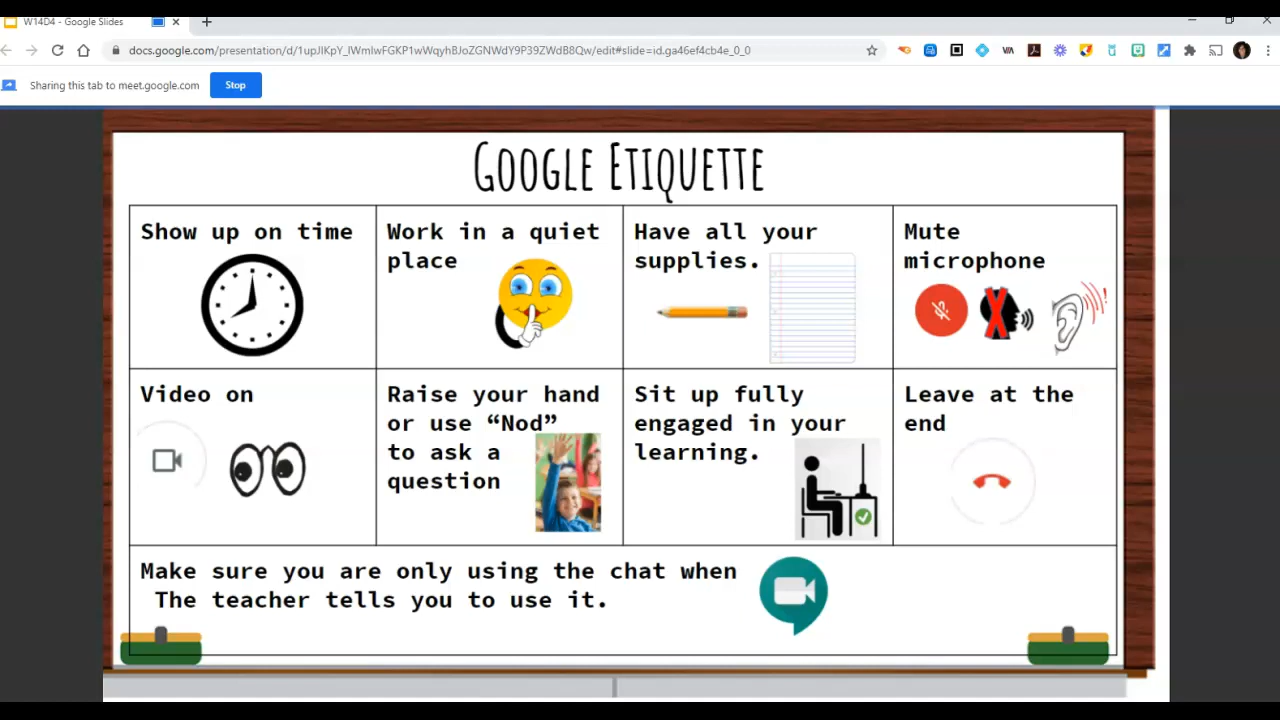 W14D4 - Google Slides
docs.google.com/presentation/d/1upJIKpY_lWmlwFGKP1wWqyhBJoZGNWdY9P39ZWdB8Qw/edit#slide=id.ga46ef4cb4e_0_0
VIA
Sharing this tab to meet.google.com
Stop
GOOGLE ETIQUETTE
Show up on time
Work in a quiet
place
Have all your
supplies.
Mute
microphone
Video on
Raise your hand
or use “Nod”
to ask a
question
Sit up fully
engaged in your
learning.
Leave at the
end
Make sure you are only using the chat when
The teacher tells you to use it.